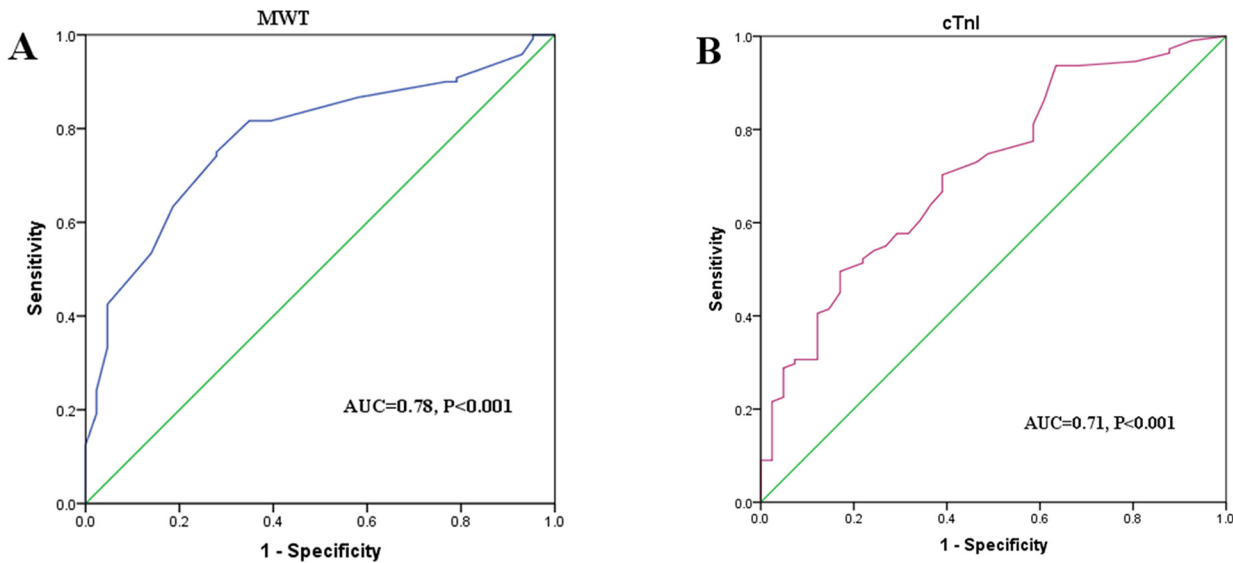 A
MWT
1.0
0.8
0.6
0.4
0.2
0.0
Sensitivity
AUC=0.78, P<0.001
0.0 0.2 0.4 0.6 0.8 1.0
1 - Specificity
B
cTnI
1.0
0.8
0.6
0.4
0.2
0.0
Sensitivity
AUC=0.71, P<0.001
0.0 0.2 0.4 0.6 0.8 1.0
1 - Specificity